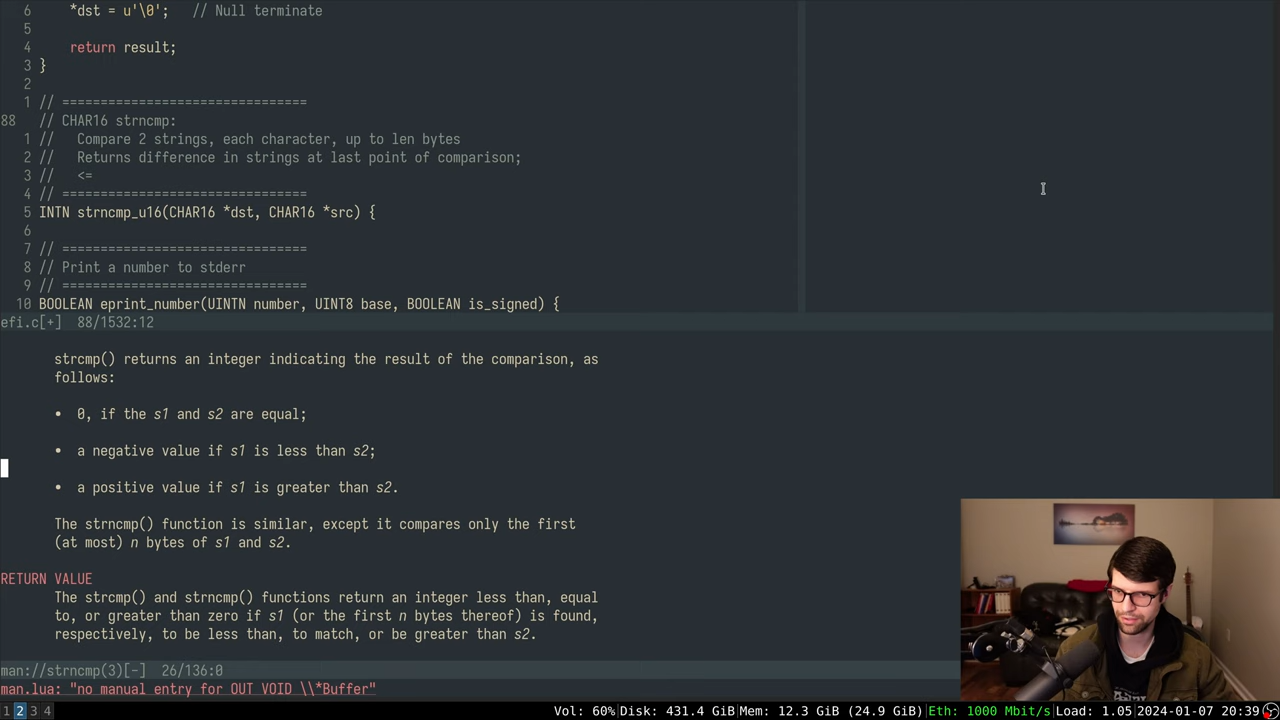 6     *dst = u'\0';   // Null terminate
5
4     return result;
3 }
2
1 // ================================
88   // CHAR16 strncmp:
1 //   Compare 2 strings, each character, up to len bytes
2 //   Returns difference in strings at last point of comparison;
3 //   <=
4 // ================================
5 INTN strncmp_u16(CHAR16 *dst, CHAR16 *src) {
6
7 // ================================
8 // Print a number to stderr
9 // ================================
10 BOOLEAN eprint_number(UINTN number, UINT8 base, BOOLEAN is_signed) {
efi.c[+]  88/1532:12
strcmp() returns an integer indicating the result of the comparison, as
follows:
•  0, if the s1 and s2 are equal;
•  a negative value if s1 is less than s2;
•  a positive value if s1 is greater than s2.
The strncmp() function is similar, except it compares only the first
(at most) n bytes of s1 and s2.
RETURN VALUE
The strcmp() and strncmp() functions return an integer less than, equal
to, or greater than zero if s1 (or the first n bytes thereof) is found,
respectively, to be less than, to match, or be greater than s2.
man://strncmp(3)[-]  26/136:0
man.lua: "no manual entry for OUT VOID \\*Buffer"
1 2 3 4 Vol: 60% Disk: 431.4 GiB Mem: 12.3 GiB (24.9 GiB) Eth: 1000 Mbit/s Load: 1.05 2024-01-07 20:39